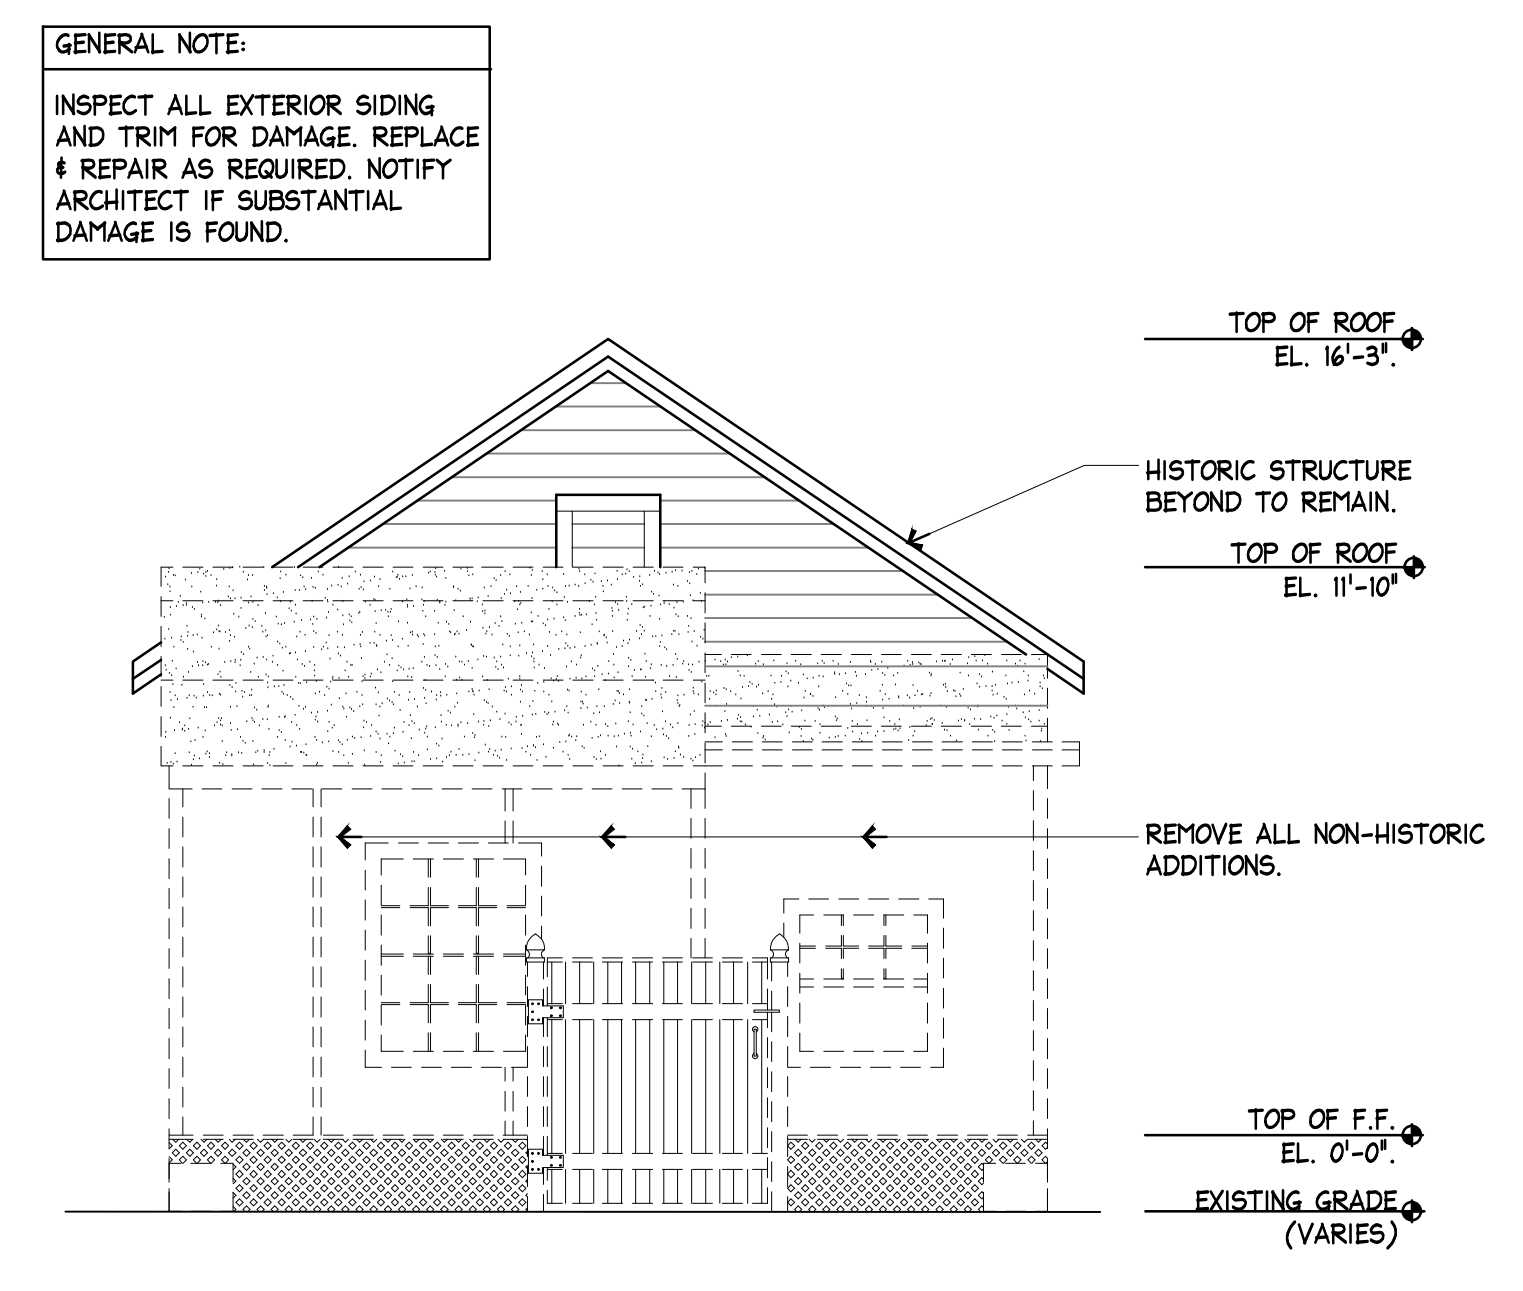 GENERAL NOTE:
INSPECT ALL EXTERIOR SIDING
AND TRIM FOR DAMAGE. REPLACE
& REPAIR AS REQUIRED. NOTIFY
ARCHITECT IF SUBSTANTIAL
DAMAGE IS FOUND.
TOP OF ROOF
EL. 16'-3".
HISTORIC STRUCTURE
BEYOND TO REMAIN.
TOP OF ROOF
EL. 11'-10"
REMOVE ALL NON-HISTORIC
ADDITIONS.
TOP OF F.F.
EL. 0'-0".
EXISTING GRADE
(VARIES)